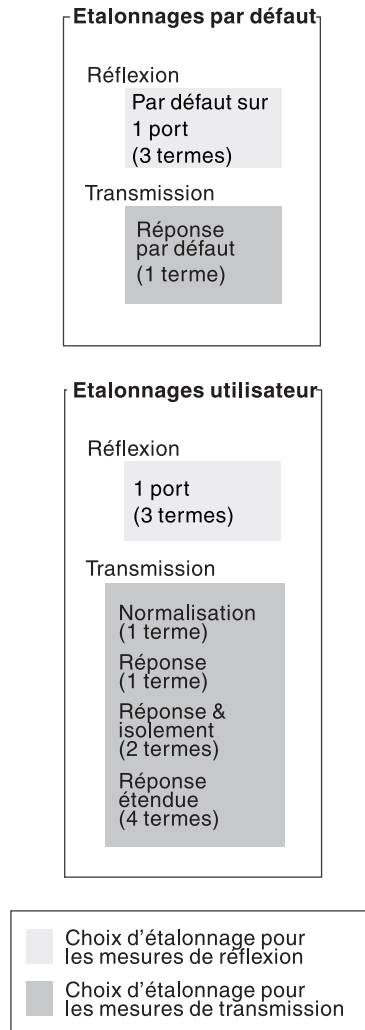 Etalonnages par défaut
Réflexion
Par défaut sur
1 port
(3 termes)
Transmission
Réponse
par défaut
(1 terme)
Etalonnages utilisateur
Réflexion
1 port
(3 termes)
Transmission
Normalisation
(1 terme)
Réponse
(1 terme)
Réponse &
isolement
(2 termes)
Réponse
étendue
(4 termes)
Choix d'étalonnage pour
les mesures de réflexion
Choix d'étalonnage pour
les mesures de transmission